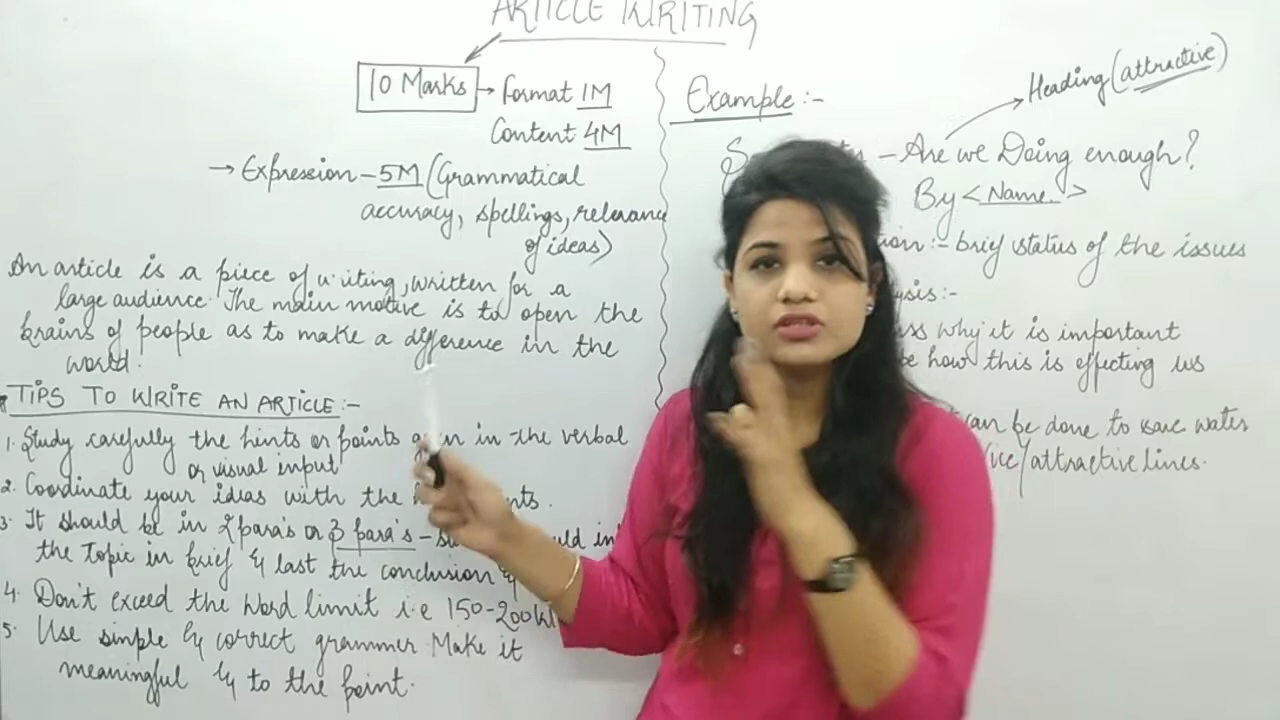 ARTICLE WRITING
10 Marks → Format 1M
Content 4M
→ Expression - 5M (Grammatical
accuracy, spellings, relevance
of ideas)
An article is a piece of writing, written for a
large audience. The main motive is to open the
brains of people as to make a difference in the
world.
TIPS TO WRITE AN ARTICLE :-
1. Study carefully the hints or points in the verbal
or visual input
2. Coordinate your ideas with the
3. It should be in 2 para's or 3 para's -
the topic in brief & last the conclusion
4. Don't exceed the word limit i.e 150-200
5. Use simple & correct grammer. Make it
meaningful & to the point.
Example :-
Heading (attractive)
- Are we Doing enough?
By < Name >
:- brief status of the issues
:-
why it is important
how this is effecting us
can be done to save water
/attractive lines.